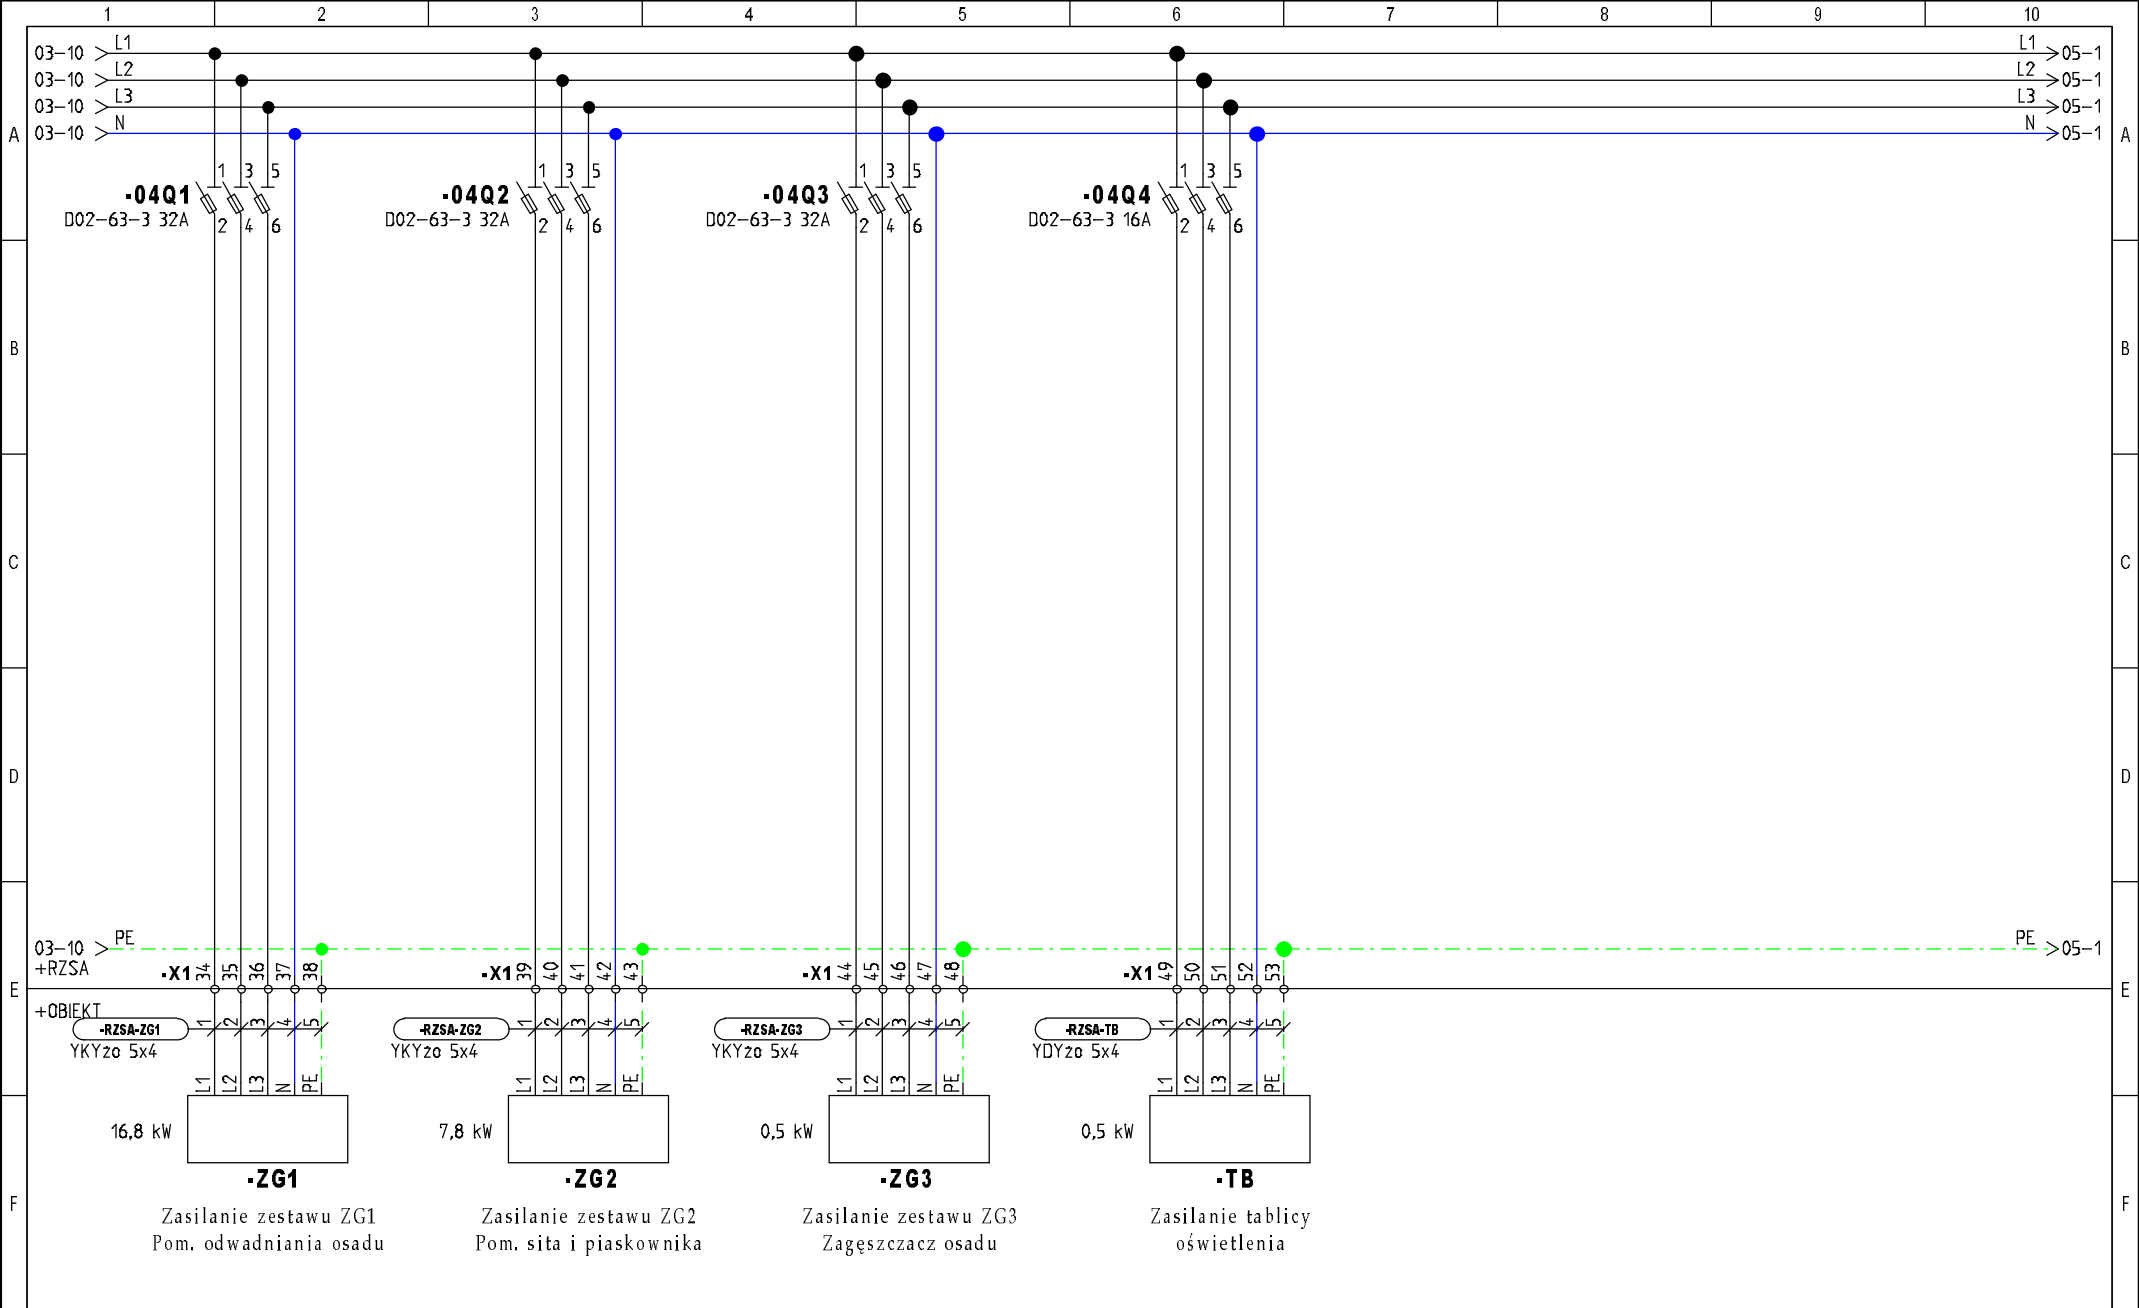 1 2 3 4 5 6 7 8 9 10
03-10 L1 L1 05-1
03-10 L2 L2 05-1
03-10 L3 L3 05-1
A 03-10 N N 05-1 A
1 3 5 1 3 5 1 3 5 1 3 5
-04Q1 -04Q2 -04Q3 -04Q4
D02-63-3 32A D02-63-3 32A D02-63-3 32A D02-63-3 16A
2 4 6 2 4 6 2 4 6 2 4 6
B B
C C
D D
03-10 PE PE 05-1
+RZSA
-X1 34 35 36 37 38 -X1 39 40 41 42 43 -X1 44 45 46 47 48 -X1 49 50 51 52 53
E E
+OBIEKT
-RZSA-ZG1 1 2 3 4 5 -RZSA-ZG2 1 2 3 4 5 -RZSA-ZG3 1 2 3 4 5 -RZSA-TB 1 2 3 4 5
YKYżo 5x4 YKYżo 5x4 YKYżo 5x4 YDYżo 5x4
L1 L2 L3 N PE L1 L2 L3 N PE L1 L2 L3 N PE L1 L2 L3 N PE
16,8 kW 7,8 kW 0,5 kW 0,5 kW
-ZG1 -ZG2 -ZG3 -TB
F F
Zasilanie zestawu ZG1
Pom. odwadniania osadu
Zasilanie zestawu ZG2
Pom. sita i piaskownika
Zasilanie zestawu ZG3
Zagęszczacz osadu
Zasilanie tablicy
oświetlenia